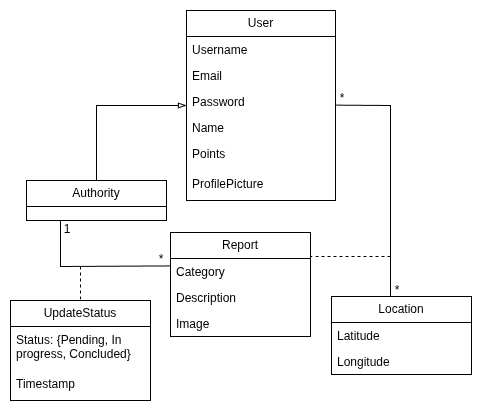 User
Username
Email
Password
Name
Points
ProfilePicture
*
Authority
1
*
Report
Category
Description
Image
*
UpdateStatus
Status: {Pending, In
progress, Concluded}
Timestamp
Location
Latitude
Longitude